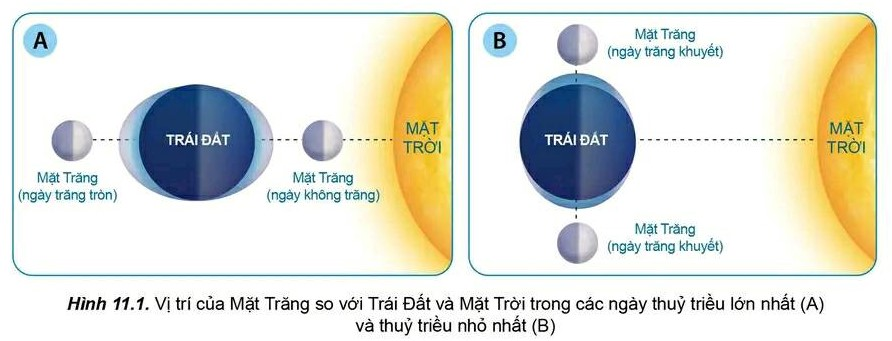 A
TRÁI ĐẤT
MẶT
TRỜI
Mặt Trăng
(ngày trăng tròn)
Mặt Trăng
(ngày không trăng)
B
Mặt Trăng
(ngày trăng khuyết)
TRÁI ĐẤT
MẶT
TRỜI
Mặt Trăng
(ngày trăng khuyết)
Hình 11.1. Vị trí của Mặt Trăng so với Trái Đất và Mặt Trời trong các ngày thuỷ triều lớn nhất (A)
và thuỷ triều nhỏ nhất (B)